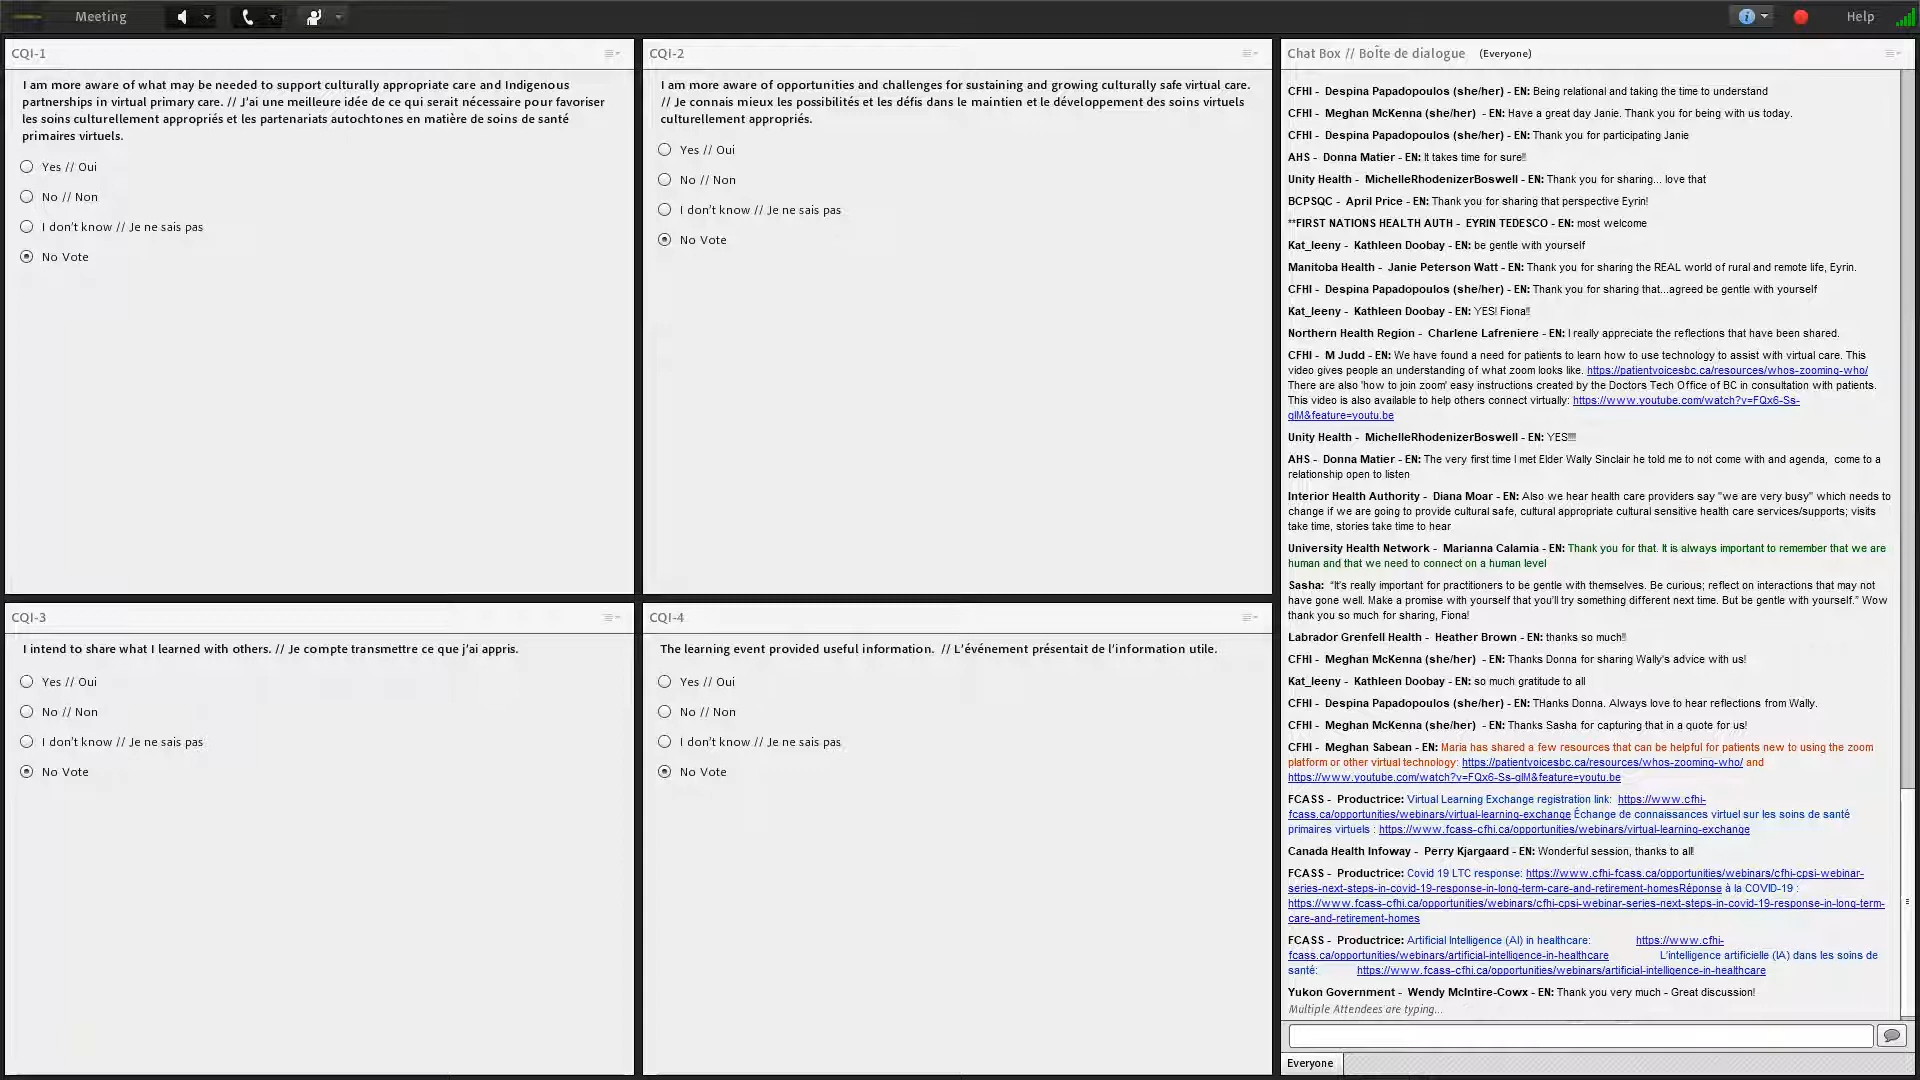 Meeting
Help
CQI-1
I am more aware of what may be needed to support culturally appropriate care and Indigenous
partnerships in virtual primary care. // J'ai une meilleure idée de ce qui serait nécessaire pour favoriser
les soins culturellement appropriés et les partenariats autochtones en matière de soins de santé
primaires virtuels.
Yes // Oui
No // Non
I don't know // Je ne sais pas
No Vote
CQI-2
I am more aware of opportunities and challenges for sustaining and growing culturally safe virtual care.
// Je connais mieux les possibilités et les défis dans le maintien et le développement des soins virtuels
culturellement appropriés.
Yes // Oui
No // Non
I don't know // Je ne sais pas
No Vote
CQI-3
I intend to share what I learned with others. // Je compte transmettre ce que j'ai appris.
Yes // Oui
No // Non
I don't know // Je ne sais pas
No Vote
CQI-4
The learning event provided useful information. // L'événement présentait de l'information utile.
Yes // Oui
No // Non
I don't know // Je ne sais pas
No Vote
Chat Box // Boîte de dialogue (Everyone)
CFHI - Despina Papadopoulos (she/her) - EN: Being relational and taking the time to understand
CFHI - Meghan McKenna (she/her) - EN: Have a great day Janie. Thank you for being with us today.
CFHI - Despina Papadopoulos (she/her) - EN: Thank you for participating Janie
AHS - Donna Matier - EN: It takes time for sure!!
Unity Health - MichelleRhodenizerBoswell - EN: Thank you for sharing... love that
BCPSQC - April Price - EN: Thank you for sharing that perspective Eyrin!
**FIRST NATIONS HEALTH AUTH - EYRIN TEDESCO - EN: most welcome
Kat_leeny - Kathleen Doobay - EN: be gentle with yourself
Manitoba Health - Janie Peterson Watt - EN: Thank you for sharing the REAL world of rural and remote life, Eyrin.
CFHI - Despina Papadopoulos (she/her) - EN: Thank you for sharing that...agreed be gentle with yourself
Kat_leeny - Kathleen Doobay - EN: YES! Fiona!!
Northern Health Region - Charlene Lafreniere - EN: I really appreciate the reflections that have been shared.
CFHI - M Judd - EN: We have found a need for patients to learn how to use technology to assist with virtual care. This
video gives people an understanding of what zoom looks like. https://patientvoicesbc.ca/resources/whos-zooming-who/
There are also 'how to join zoom' easy instructions created by the Doctors Tech Office of BC in consultation with patients.
This video is also available to help others connect virtually: https://www.youtube.com/watch?v=FQx6-Ss-
glM&feature=youtu.be
Unity Health - MichelleRhodenizerBoswell - EN: YES!!!!
AHS - Donna Matier - EN: The very first time I met Elder Wally Sinclair he told me to not come with and agenda, come to a
relationship open to listen
Interior Health Authority - Diana Moar - EN: Also we hear health care providers say "we are very busy" which needs to
change if we are going to provide cultural safe, cultural appropriate cultural sensitive health care services/supports; visits
take time, stories take time to hear
University Health Network - Marianna Calamia - EN: Thank you for that. It is always important to remember that we are
human and that we need to connect on a human level
Sasha: "It's really important for practitioners to be gentle with themselves. Be curious; reflect on interactions that may not
have gone well. Make a promise with yourself that you'll try something different next time. But be gentle with yourself." Wow
thank you so much for sharing, Fiona!
Labrador Grenfell Health - Heather Brown - EN: thanks so much!!
CFHI - Meghan McKenna (she/her) - EN: Thanks Donna for sharing Wally's advice with us!
Kat_leeny - Kathleen Doobay - EN: so much gratitude to all
CFHI - Despina Papadopoulos (she/her) - EN: THanks Donna. Always love to hear reflections from Wally.
CFHI - Meghan McKenna (she/her) - EN: Thanks Sasha for capturing that in a quote for us!
CFHI - Meghan Sabean - EN: Maria has shared a few resources that can be helpful for patients new to using the zoom
platform or other virtual technology: https://patientvoicesbc.ca/resources/whos-zooming-who/ and
https://www.youtube.com/watch?v=FQx6-Ss-glM&feature=youtu.be
FCASS - Productrice: Virtual Learning Exchange registration link: https://www.cfhi-
fcass.ca/opportunities/webinars/virtual-learning-exchange Échange de connaissances virtuel sur les soins de santé
primaires virtuels : https://www.fcass-cfhi.ca/opportunities/webinars/virtual-learning-exchange
Canada Health Infoway - Perry Kjargaard - EN: Wonderful session, thanks to all!
FCASS - Productrice: Covid 19 LTC response: https://www.cfhi-fcass.ca/opportunities/webinars/cfhi-cpsi-webinar-
series-next-steps-in-covid-19-response-in-long-term-care-and-retirement-homesRéponse à la COVID-19 :
https://www.fcass-cfhi.ca/opportunities/webinars/cfhi-cpsi-webinar-series-next-steps-in-covid-19-response-in-long-term-
care-and-retirement-homes
FCASS - Productrice: Artificial Intelligence (AI) in healthcare: https://www.cfhi-
fcass.ca/opportunities/webinars/artificial-intelligence-in-healthcare L'intelligence artificielle (IA) dans les soins de
santé: https://www.fcass-cfhi.ca/opportunities/webinars/artificial-intelligence-in-healthcare
Yukon Government - Wendy McIntire-Cowx - EN: Thank you very much - Great discussion!
Multiple Attendees are typing...
Everyone